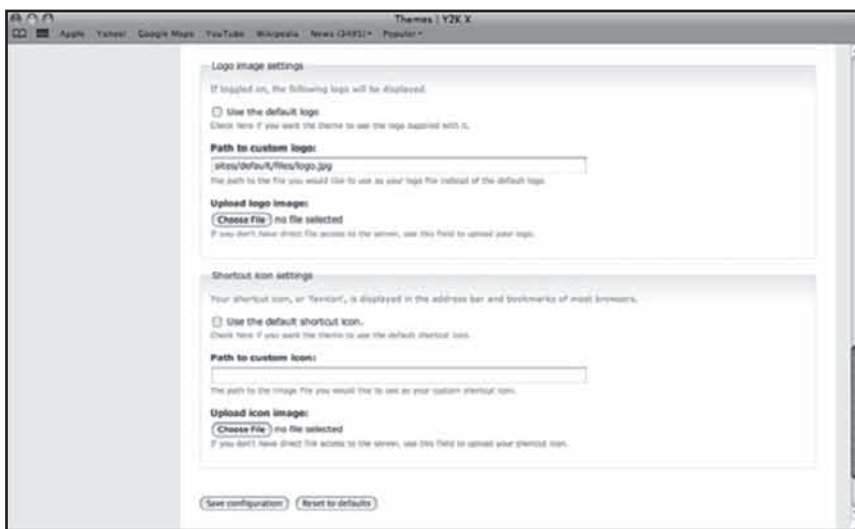 Themes | Y2K X
Apple Yahoo! Google Maps YouTube Wikipedia News (3491) Popular
Logo image settings
If toggled on, the following logo will be displayed.
Use the default logo
Check here if you want the theme to use the logo supplied with it.
Path to custom logo:
sites/default/files/logo.jpg
The path to the file you would like to use as your logo file instead of the default logo.
Upload logo image:
Choose File no file selected
If you don't have direct file access to the server, use this field to upload your logo.
Shortcut icon settings
Your shortcut icon, or 'favicon', is displayed in the address bar and bookmarks of most browsers.
Use the default shortcut icon.
Check here if you want the theme to use the default shortcut icon.
Path to custom icon:
The path to the image file you would like to use as your custom shortcut icon.
Upload icon image:
Choose File no file selected
If you don't have direct file access to the server, use this field to upload your shortcut icon.
Save configuration Reset to defaults